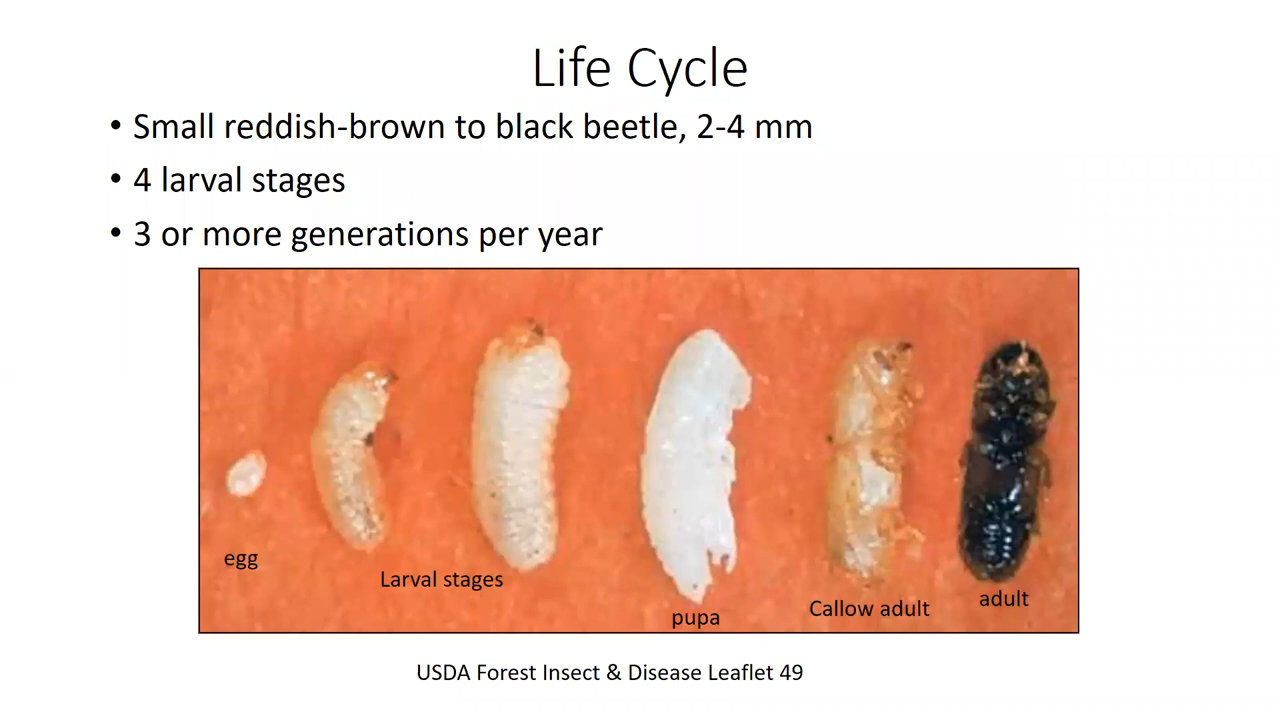 Life Cycle
• Small reddish-brown to black beetle, 2-4 mm
• 4 larval stages
• 3 or more generations per year
egg
Larval stages
pupa
Callow adult
adult
USDA Forest Insect & Disease Leaflet 49